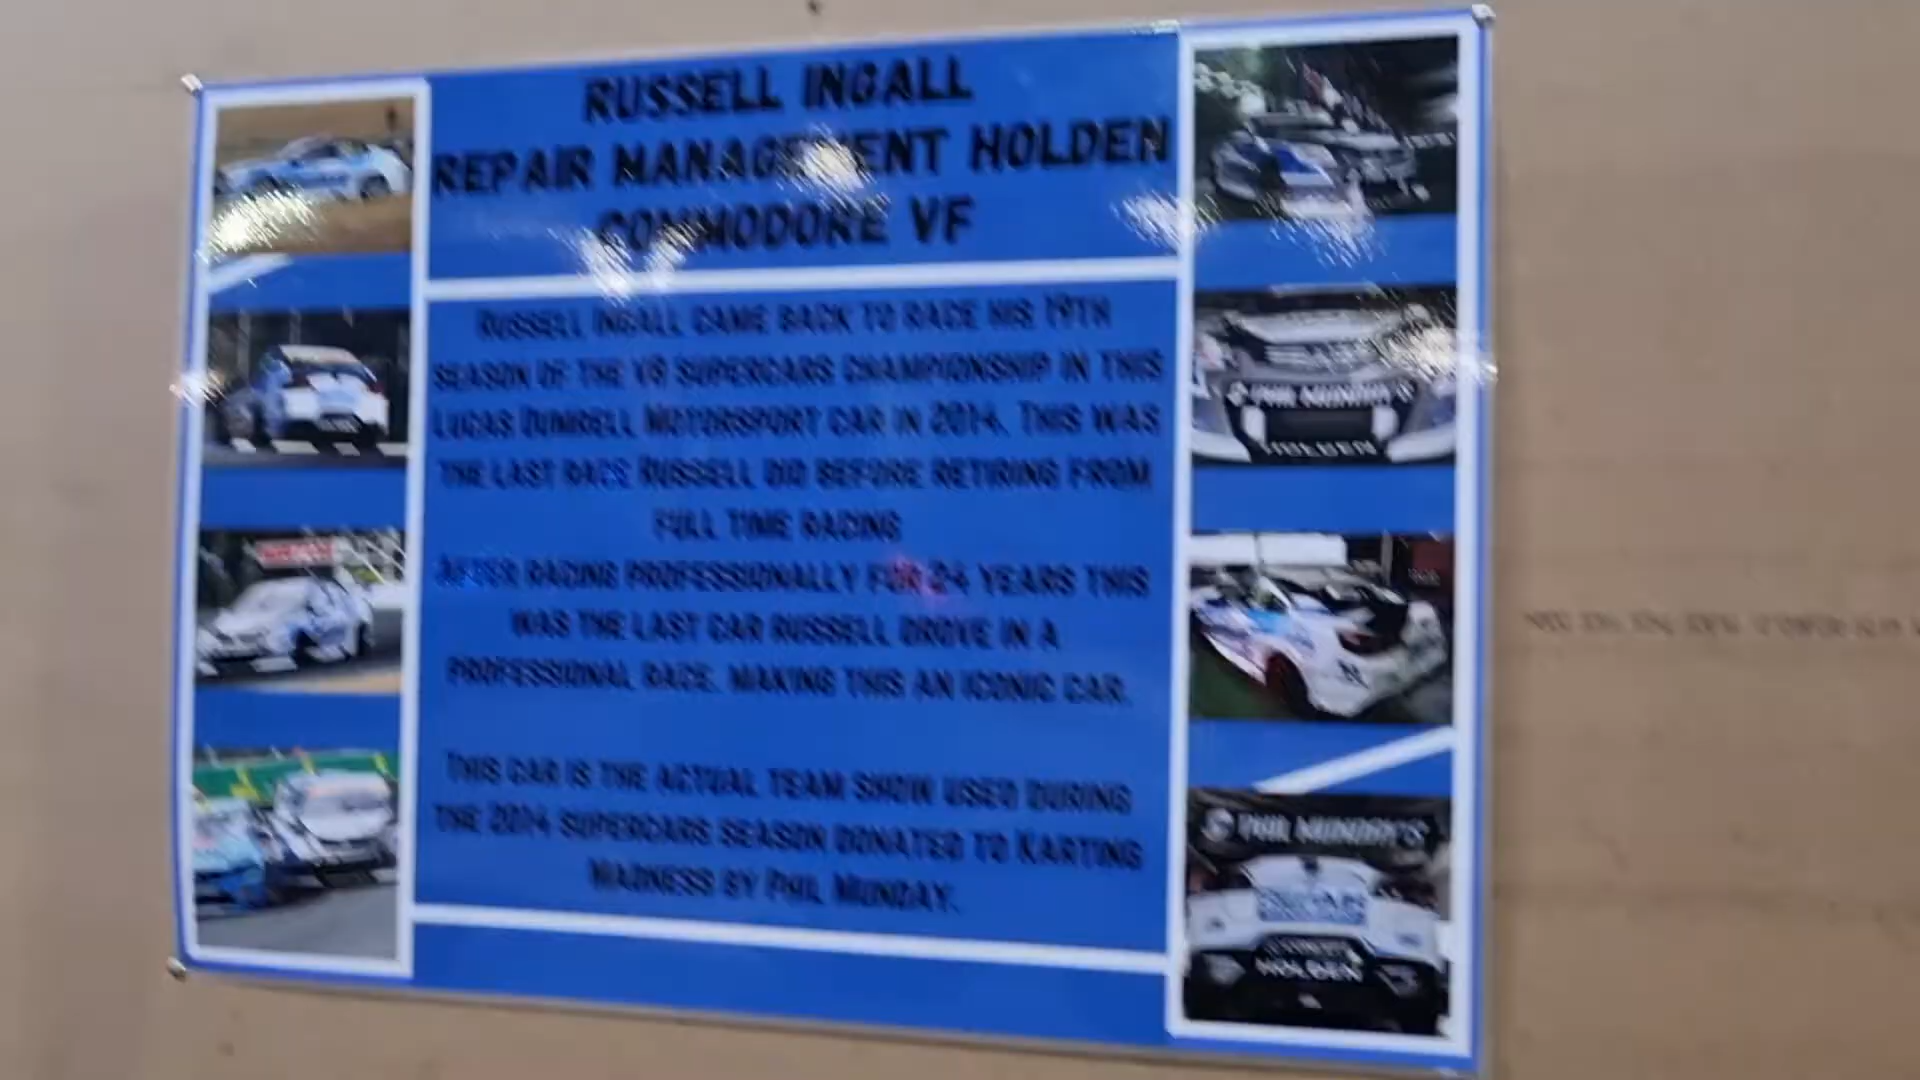 RUSSELL INGALL
REPAIR MANAGEMENT HOLDEN
COMMODORE VF
RUSSELL INGALL CAME BACK TO RACE HIS 19TH
SEASON OF THE V8 SUPERCARS CHAMPIONSHIP IN THIS
LUCAS DUMRELL MOTORSPORT CAR IN 2014. THIS WAS
THE LAST RACE RUSSELL DID BEFORE RETIRING FROM
FULL TIME RACING
AFTER RACING PROFESSIONALLY FOR 24 YEARS THIS
WAS THE LAST CAR RUSSELL DROVE IN A
PROFESSIONAL RACE. MAKING THIS AN ICONIC CAR.
THIS CAR IS THE ACTUAL TEAM SHOW USED DURING
THE 2014 SUPERCARS SEASON DONATED TO KARTING
MADNESS BY PHIL MUNDAY.
PHIL MUNDAY'S
HOLDEN
PHIL MUNDAY'S
HOLDEN